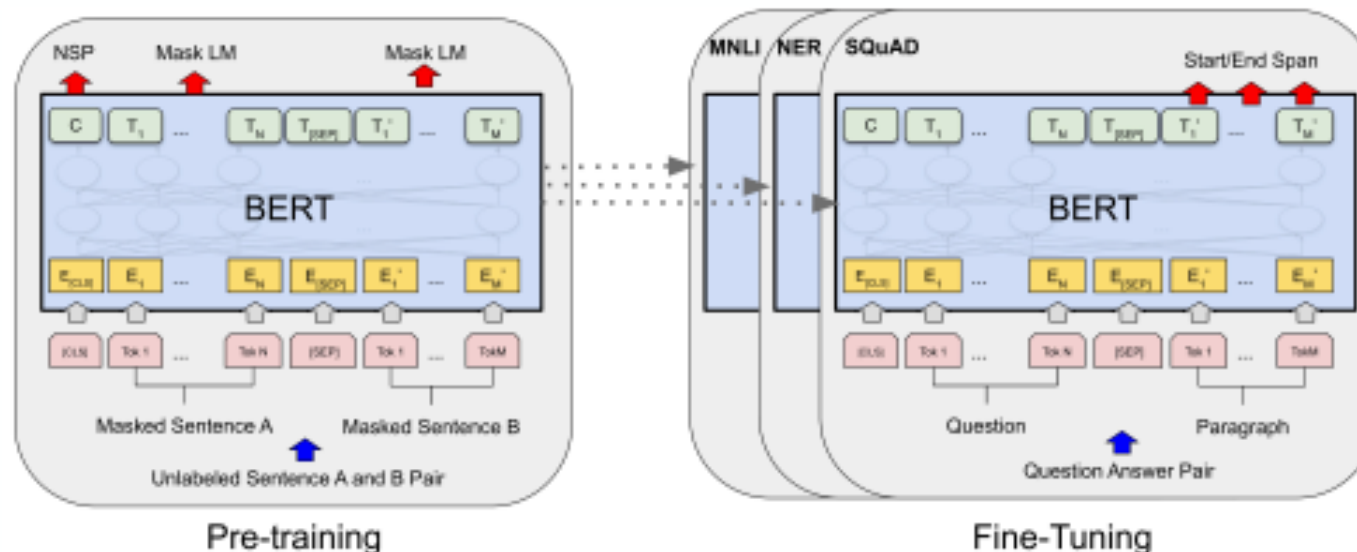 NSP Mask LM Mask LM
C T1 ... TN T[SEP] T1' ... TM'
...
BERT
E[CLS] E1 ... EN E[SEP] E1' ... EM'
[CLS] Tok 1 ... Tok N [SEP] Tok 1 ... TokM
Masked Sentence A Masked Sentence B
Unlabeled Sentence A and B Pair
Pre-training
MNLI NER SQuAD
Start/End Span
C T1 ... TN T[SEP] T1' ... TM'
...
BERT
E[CLS] E1 ... EN E[SEP] E1' ... EM'
[CLS] Tok 1 ... Tok N [SEP] Tok 1 ... TokM
Question Paragraph
Question Answer Pair
Fine-Tuning